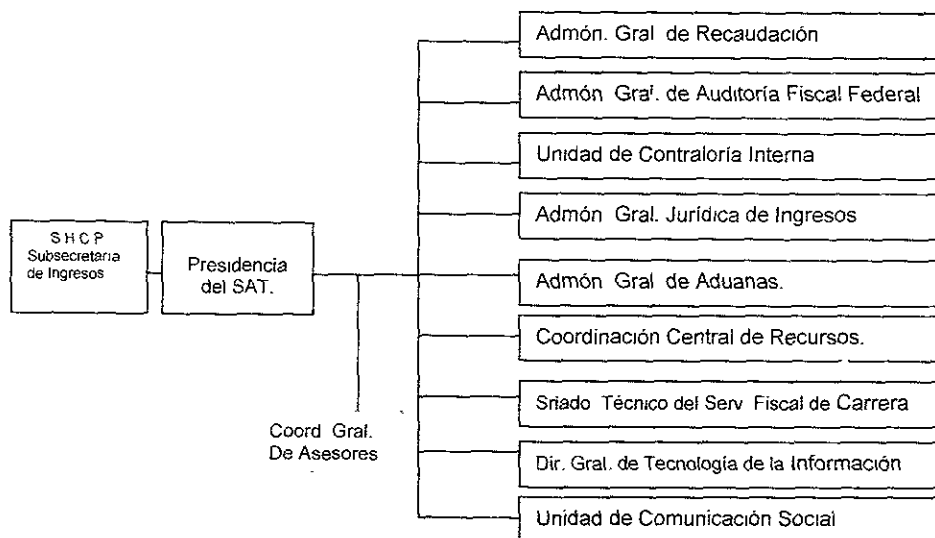 S H C P
Subsecretaría
de Ingresos
Presidencia
del SAT.
Coord Gral.
De Asesores
Admón. Gral de Recaudación
Admón Gral. de Auditoría Fiscal Federal
Unidad de Contraloría Interna
Admón Gral. Jurídica de Ingresos
Admón Gral de Aduanas.
Coordinación Central de Recursos.
Sriado Técnico del Serv Fiscal de Carrera
Dir. Gral. de Tecnología de la Información
Unidad de Comunicación Social